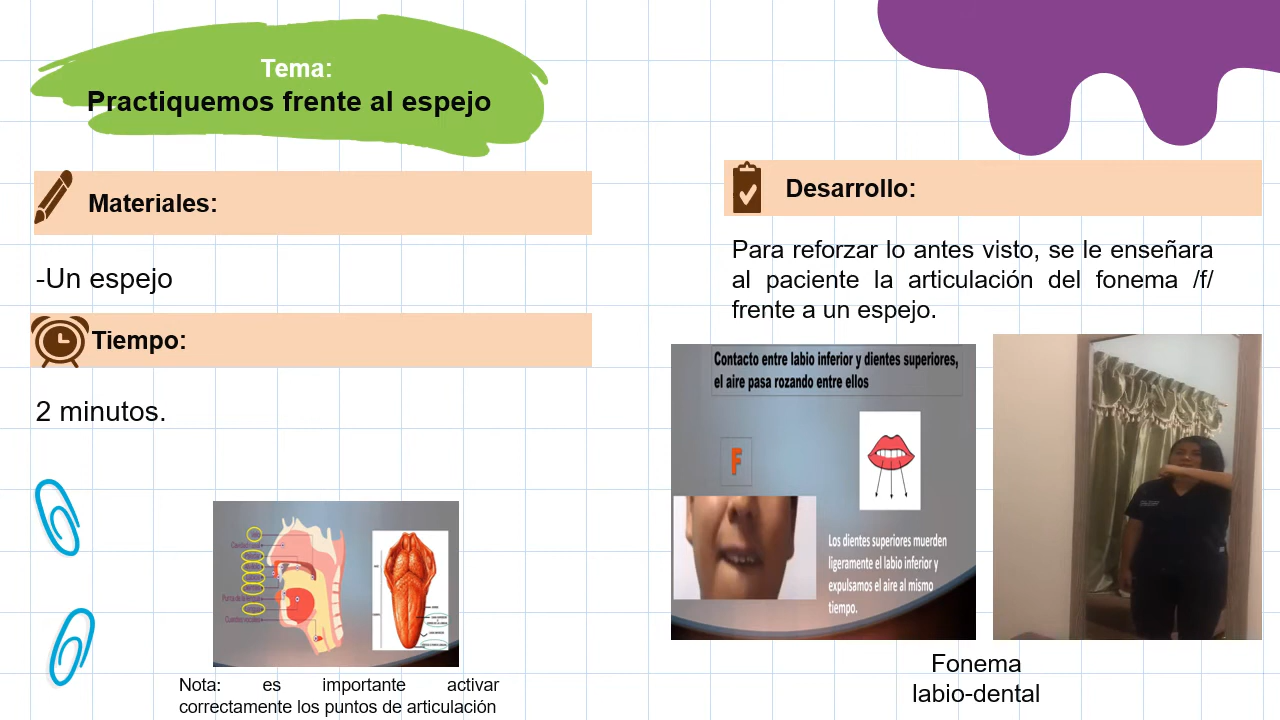 Tema:
Practiquemos frente al espejo
Materiales:
-Un espejo
Tiempo:
2 minutos.
Nota: es importante activar
correctamente los puntos de articulación
Desarrollo:
Para reforzar lo antes visto, se le enseñara
al paciente la articulación del fonema /f/
frente a un espejo.
Contacto entre labio inferior y dientes superiores,
el aire pasa rozando entre ellos
F
Los dientes superiores muerden
ligeramente el labio inferior y
expulsamos el aire al mismo
tiempo.
Fonema
labio-dental